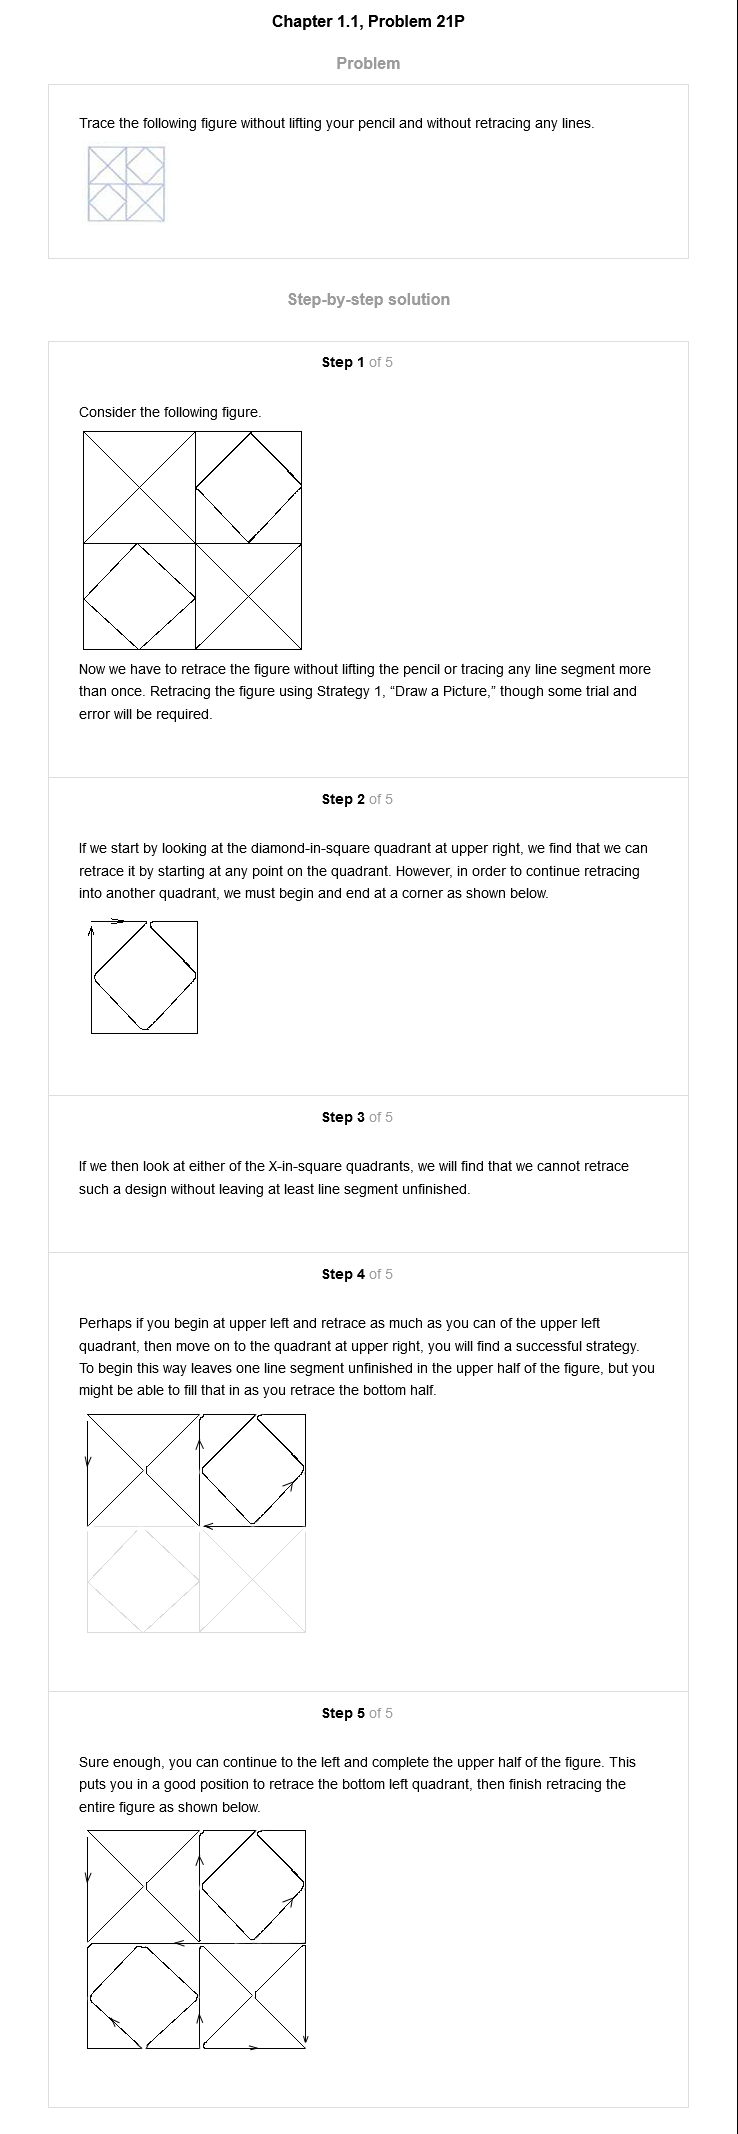 Chapter 1.1, Problem 21P
Problem
Trace the following figure without lifting your pencil and without retracing any lines.
Step-by-step solution
Step 1 of 5
Consider the following figure.
Now we have to retrace the figure without lifting the pencil or tracing any line segment more
than once. Retracing the figure using Strategy 1, “Draw a Picture,” though some trial and
error will be required.
Step 2 of 5
If we start by looking at the diamond-in-square quadrant at upper right, we find that we can
retrace it by starting at any point on the quadrant. However, in order to continue retracing
into another quadrant, we must begin and end at a corner as shown below.
Step 3 of 5
If we then look at either of the X-in-square quadrants, we will find that we cannot retrace
such a design without leaving at least line segment unfinished.
Step 4 of 5
Perhaps if you begin at upper left and retrace as much as you can of the upper left
quadrant, then move on to the quadrant at upper right, you will find a successful strategy.
To begin this way leaves one line segment unfinished in the upper half of the figure, but you
might be able to fill that in as you retrace the bottom half.
Step 5 of 5
Sure enough, you can continue to the left and complete the upper half of the figure. This
puts you in a good position to retrace the bottom left quadrant, then finish retracing the
entire figure as shown below.